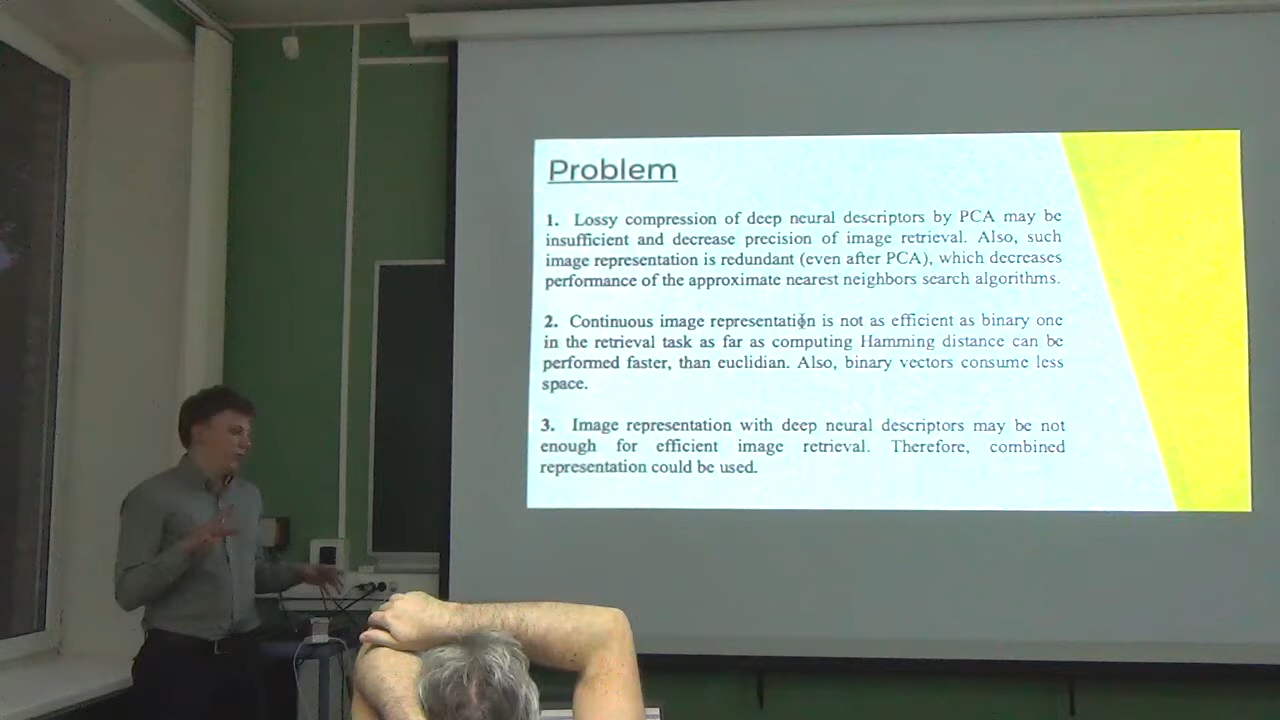 Problem
1. Lossy compression of deep neural descriptors by PCA may be
insufficient and decrease precision of image retrieval. Also, such
image representation is redundant (even after PCA), which decreases
performance of the approximate nearest neighbors search algorithms.
2. Continuous image representation is not as efficient as binary one
in the retrieval task as far as computing Hamming distance can be
performed faster, than euclidian. Also, binary vectors consume less
space.
3. Image representation with deep neural descriptors may be not
enough for efficient image retrieval. Therefore, combined
representation could be used.